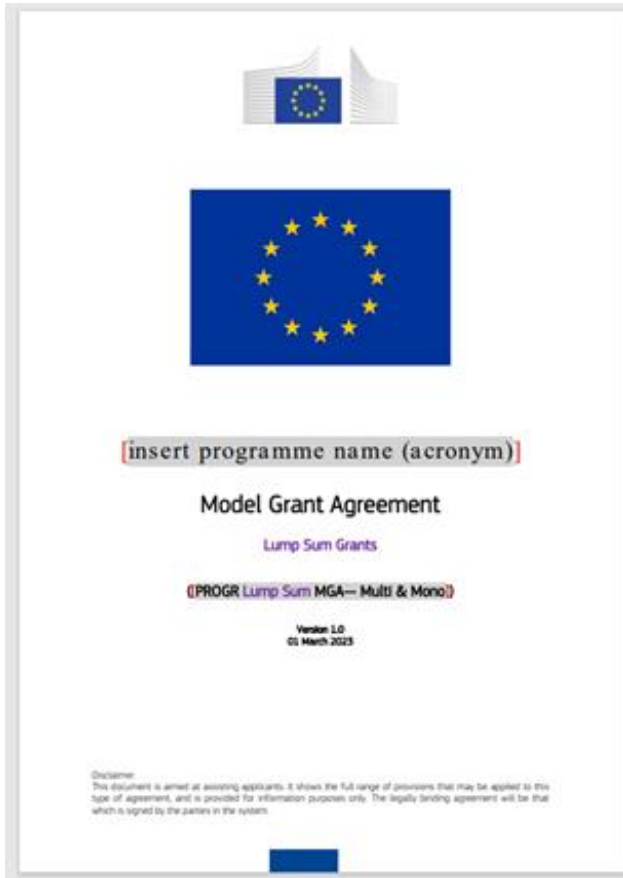 [insert programme name (acronym)]
Model Grant Agreement
Lump Sum Grants
([PROGR Lump Sum MGA— Multi & Mono])
Version 1.0
01 March 2023
Disclaimer
This document is aimed at assisting applicants. It shows the full range of provisions that may be applied to this
type of agreement, and is provided for information purposes only. The legally binding agreement will be that
which is signed by the parties in the system.